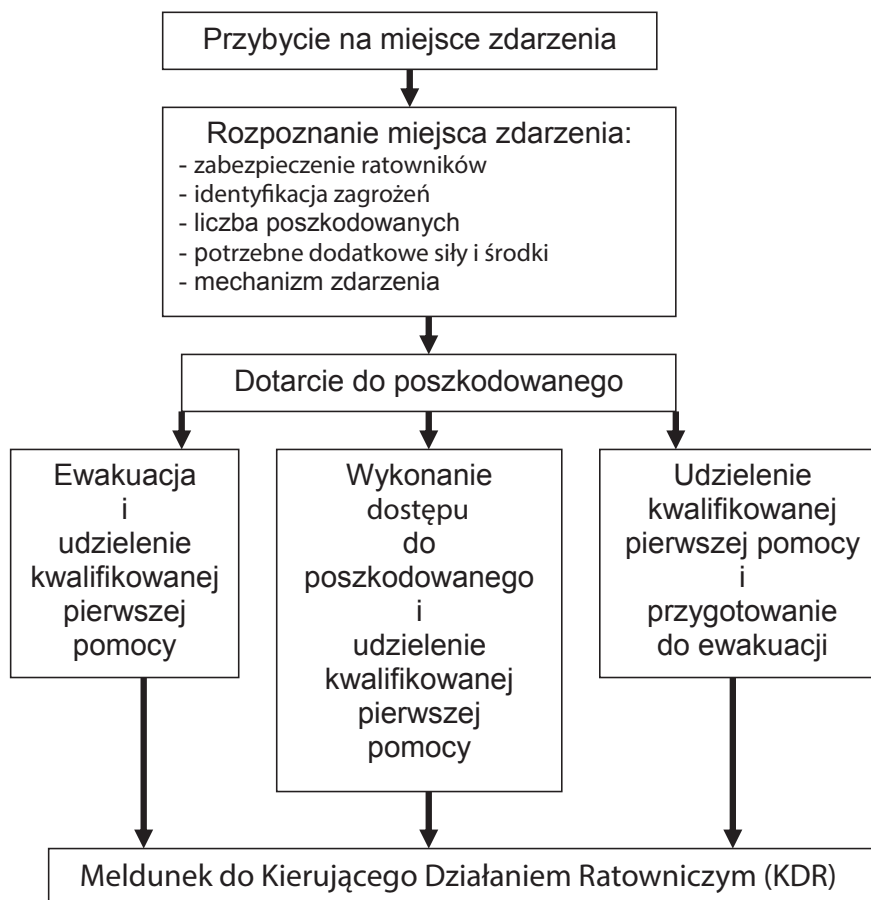 Przybycie na miejsce zdarzenia
Rozpoznanie miejsca zdarzenia:
- zabezpieczenie ratowników
- identyfikacja zagrożeń
- liczba poszkodowanych
- potrzebne dodatkowe siły i środki
- mechanizm zdarzenia
Dotarcie do poszkodowanego
Ewakuacja
i
udzielenie
kwalifikowanej
pierwszej
pomocy
Wykonanie
dostępu
do
poszkodowanego
i
udzielenie
kwalifikowanej
pierwszej
pomocy
Udzielenie
kwalifikowanej
pierwszej pomocy
i
przygotowanie
do ewakuacji
Meldunek do Kierującego Działaniem Ratowniczym (KDR)